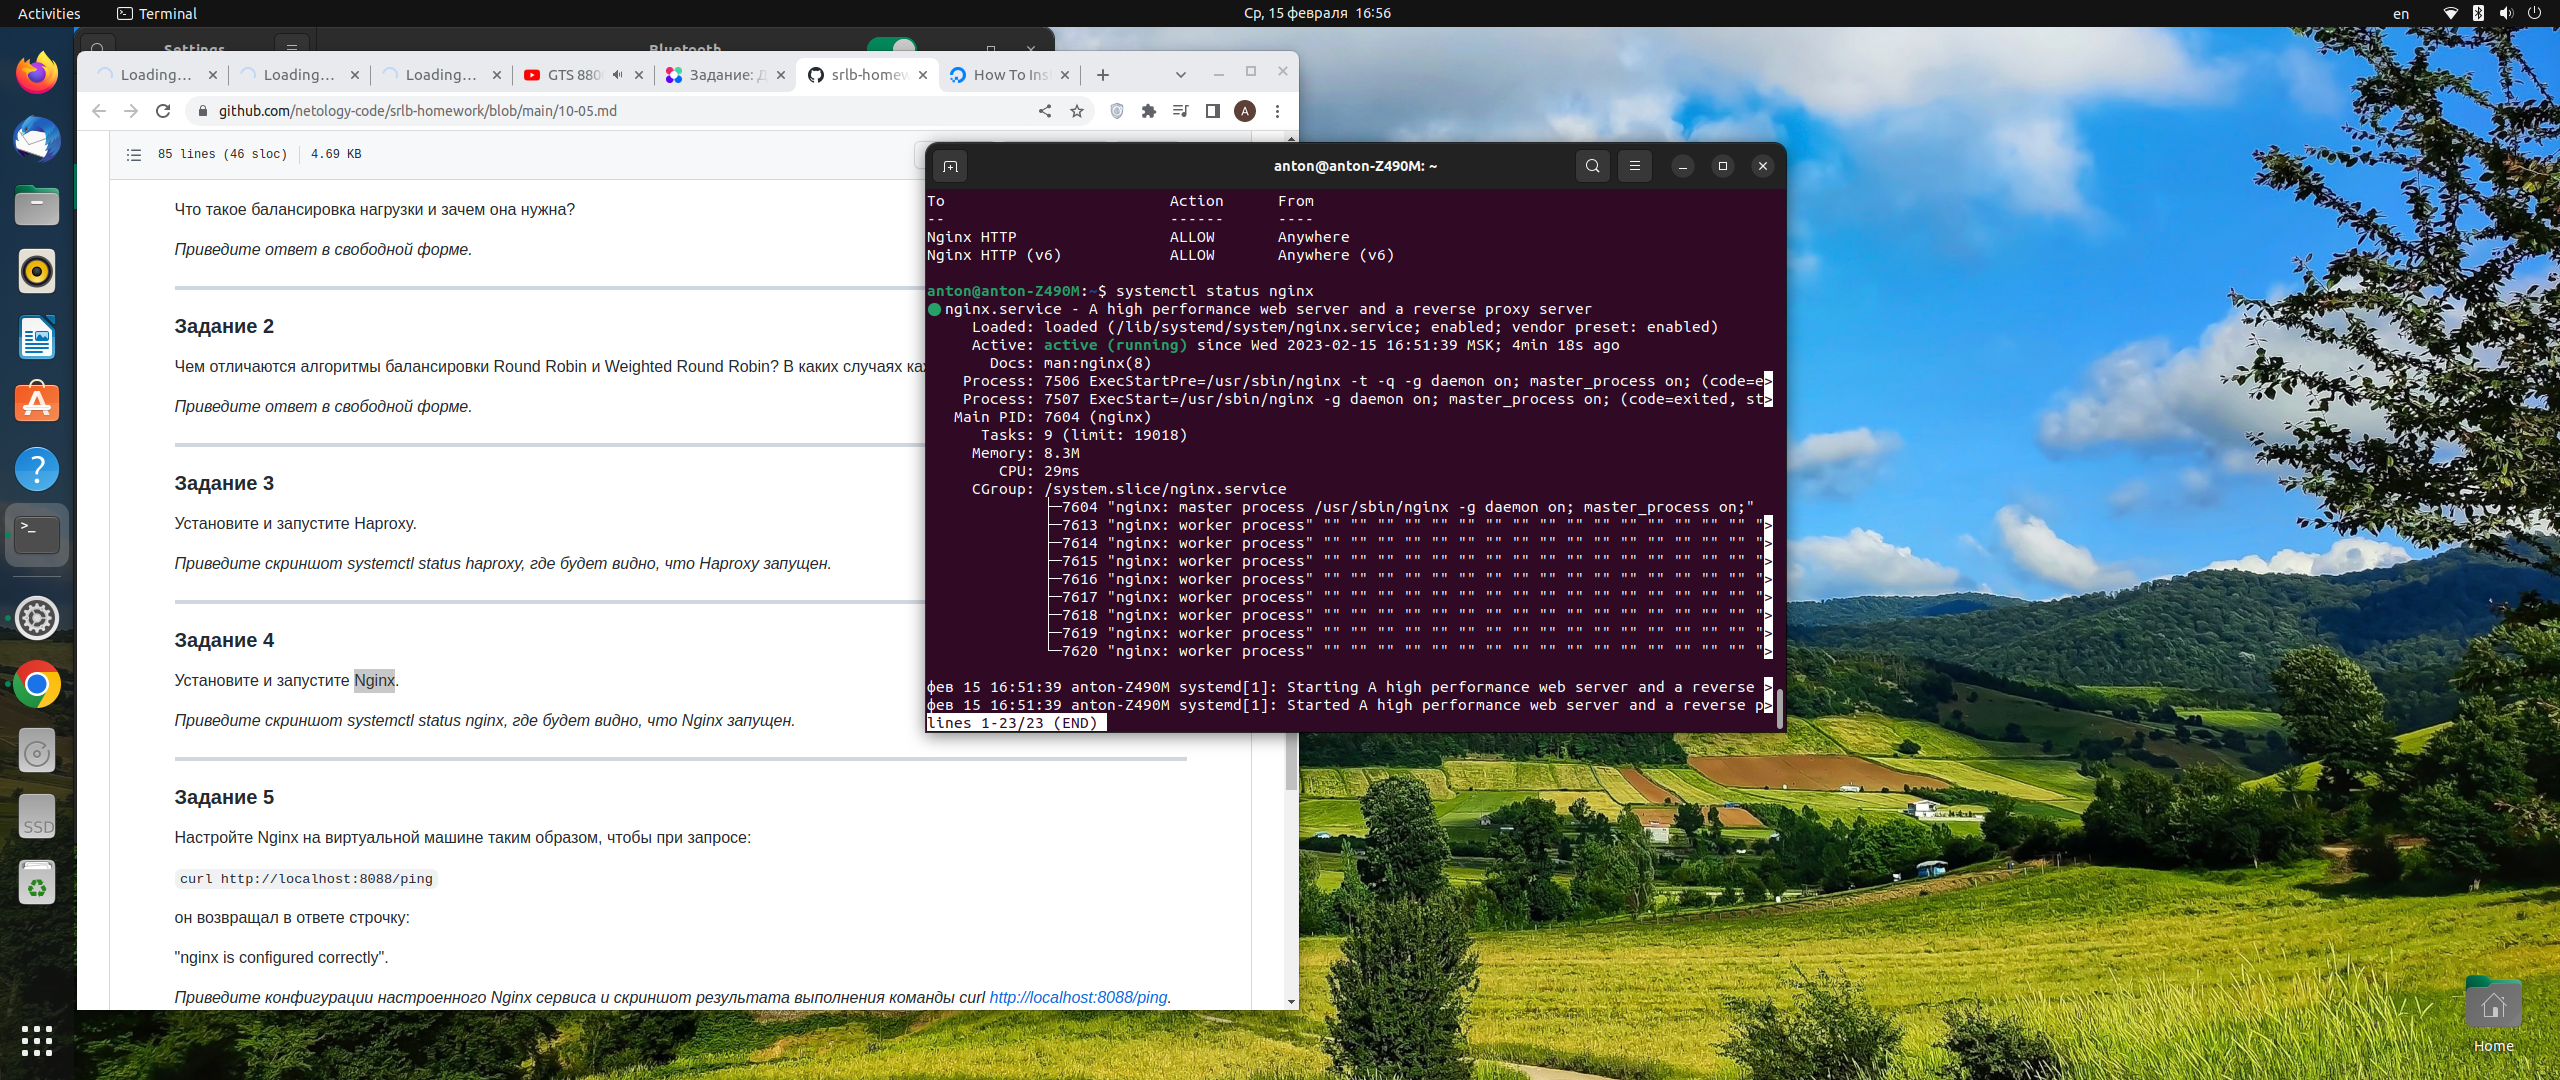 Activities
Terminal
Ср, 15 февраля 16:56
en
Settings
Bluetooth
Loading…
Loading…
Loading…
GTS 880
Задание: Д
srlb-homew
How To Ins
github.com/netology-code/srlb-homework/blob/main/10-05.md
A
85 lines (46 sloc)
4.69 KB
Что такое балансировка нагрузки и зачем она нужна?
Приведите ответ в свободной форме.
Задание 2
Чем отличаются алгоритмы балансировки Round Robin и Weighted Round Robin? В каких случаях ка
Приведите ответ в свободной форме.
Задание 3
Установите и запустите Haproxy.
Приведите скриншот systemctl status haproxy, где будет видно, что Haproxy запущен.
Задание 4
Установите и запустите Nginx.
Приведите скриншот systemctl status nginx, где будет видно, что Nginx запущен.
Задание 5
Настройте Nginx на виртуальной машине таким образом, чтобы при запросе:
curl http://localhost:8088/ping
он возвращал в ответе строчку:
"nginx is configured correctly".
Приведите конфигурации настроенного Nginx сервиса и скриншот результата выполнения команды curl http://localhost:8088/ping.
anton@anton-Z490M: ~
To                         Action      From
--                         ------      ----
Nginx HTTP                 ALLOW       Anywhere
Nginx HTTP (v6)            ALLOW       Anywhere (v6)
anton@anton-Z490M:~$ systemctl status nginx
● nginx.service - A high performance web server and a reverse proxy server
Loaded: loaded (/lib/systemd/system/nginx.service; enabled; vendor preset: enabled)
Active: active (running) since Wed 2023-02-15 16:51:39 MSK; 4min 18s ago
Docs: man:nginx(8)
Process: 7506 ExecStartPre=/usr/sbin/nginx -t -q -g daemon on; master_process on; (code=e>
Process: 7507 ExecStart=/usr/sbin/nginx -g daemon on; master_process on; (code=exited, st>
Main PID: 7604 (nginx)
Tasks: 9 (limit: 19018)
Memory: 8.3M
CPU: 29ms
CGroup: /system.slice/nginx.service
├─7604 "nginx: master process /usr/sbin/nginx -g daemon on; master_process on;"
├─7613 "nginx: worker process" "" "" "" "" "" "" "" "" "" "" "" "" "" "" "" "" ">
├─7614 "nginx: worker process" "" "" "" "" "" "" "" "" "" "" "" "" "" "" "" "" ">
├─7615 "nginx: worker process" "" "" "" "" "" "" "" "" "" "" "" "" "" "" "" "" ">
├─7616 "nginx: worker process" "" "" "" "" "" "" "" "" "" "" "" "" "" "" "" "" ">
├─7617 "nginx: worker process" "" "" "" "" "" "" "" "" "" "" "" "" "" "" "" "" ">
├─7618 "nginx: worker process" "" "" "" "" "" "" "" "" "" "" "" "" "" "" "" "" ">
├─7619 "nginx: worker process" "" "" "" "" "" "" "" "" "" "" "" "" "" "" "" "" ">
└─7620 "nginx: worker process" "" "" "" "" "" "" "" "" "" "" "" "" "" "" "" "" ">
фев 15 16:51:39 anton-Z490M systemd[1]: Starting A high performance web server and a reverse >
фев 15 16:51:39 anton-Z490M systemd[1]: Started A high performance web server and a reverse p>
lines 1-23/23 (END)
SSD
Home